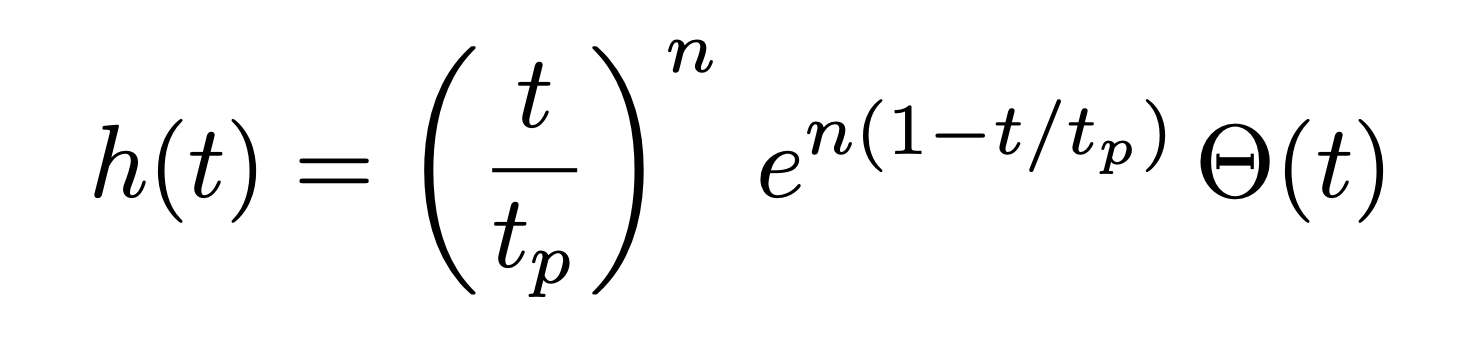 h(t) = \left( \frac{t}{t_p} \right)^n e^{n(1-t/t_p)} \Theta(t)